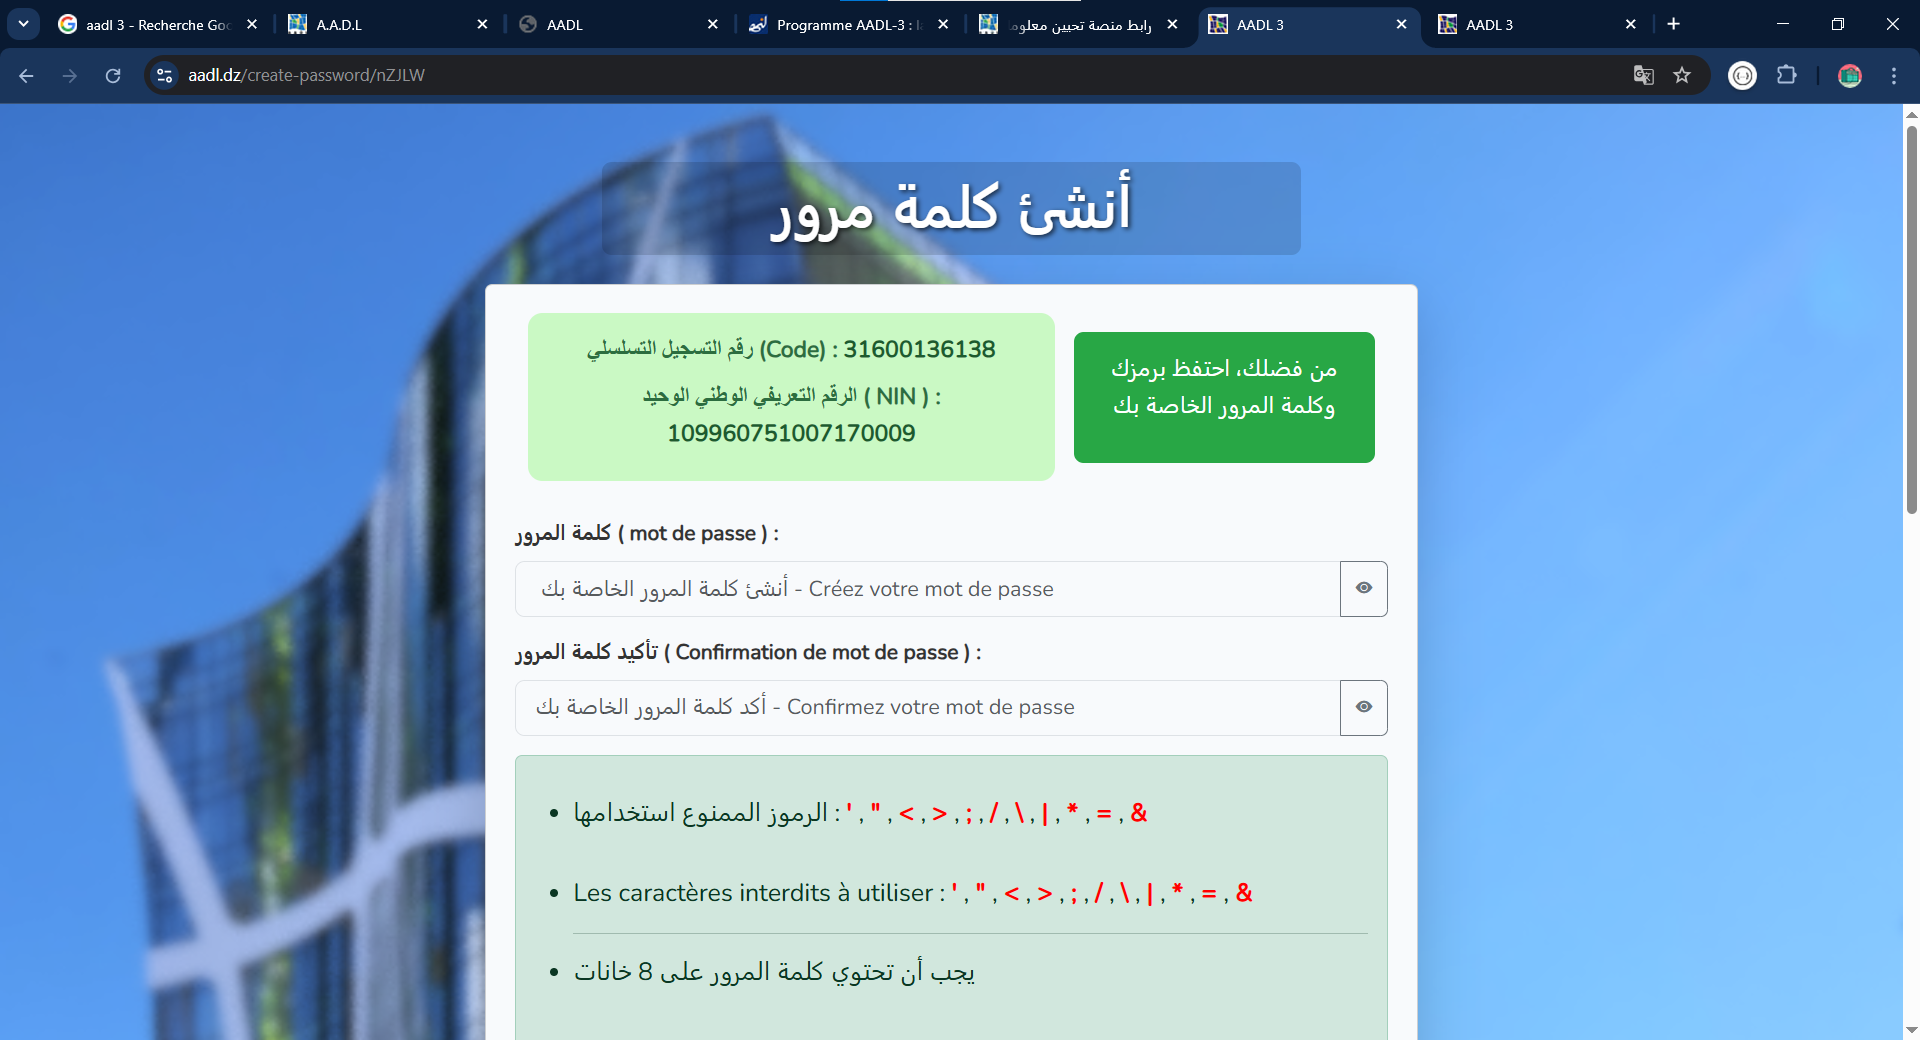 aadl 3 - Recherche Goo
A.A.D.L
AADL
Programme AADL-3 : la
رابط منصة تحيين معلوم
AADL 3
AADL 3
aadl.dz/create-password/nZJLW
أنشئ كلمة مرور
رقم التسجيل التسلسلي (Code) : 31600136138
الرقم التعريفي الوطني الوحيد ( NIN ) :
109960751007170009
من فضلك، احتفظ برمزك
وكلمة المرور الخاصة بك
كلمة المرور ( mot de passe ) :
أنشئ كلمة المرور الخاصة بك - Créez votre mot de passe
تأكيد كلمة المرور ( Confirmation de mot de passe ) :
أكد كلمة المرور الخاصة بك - Confirmez votre mot de passe
• الرموز الممنوع استخدامها : ' , " , < , > , ; , / , \ , | , * , = , &
• Les caractères interdits à utiliser : ' , " , < , > , ; , / , \ , | , * , = , &
• يجب أن تحتوي كلمة المرور على 8 خانات